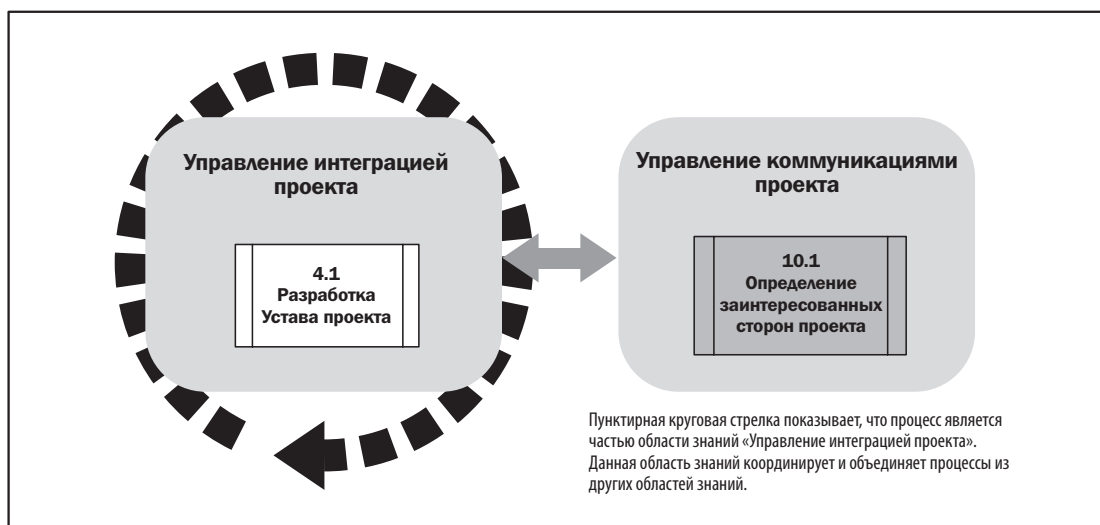 Управление интеграцией
проекта
4.1
Разработка
Устава проекта
Управление коммуникациями
проекта
10.1
Определение
заинтересованных
сторон проекта
Пунктирная круговая стрелка показывает, что процесс является
частью области знаний «Управление интеграцией проекта».
Данная область знаний координирует и объединяет процессы из
других областей знаний.